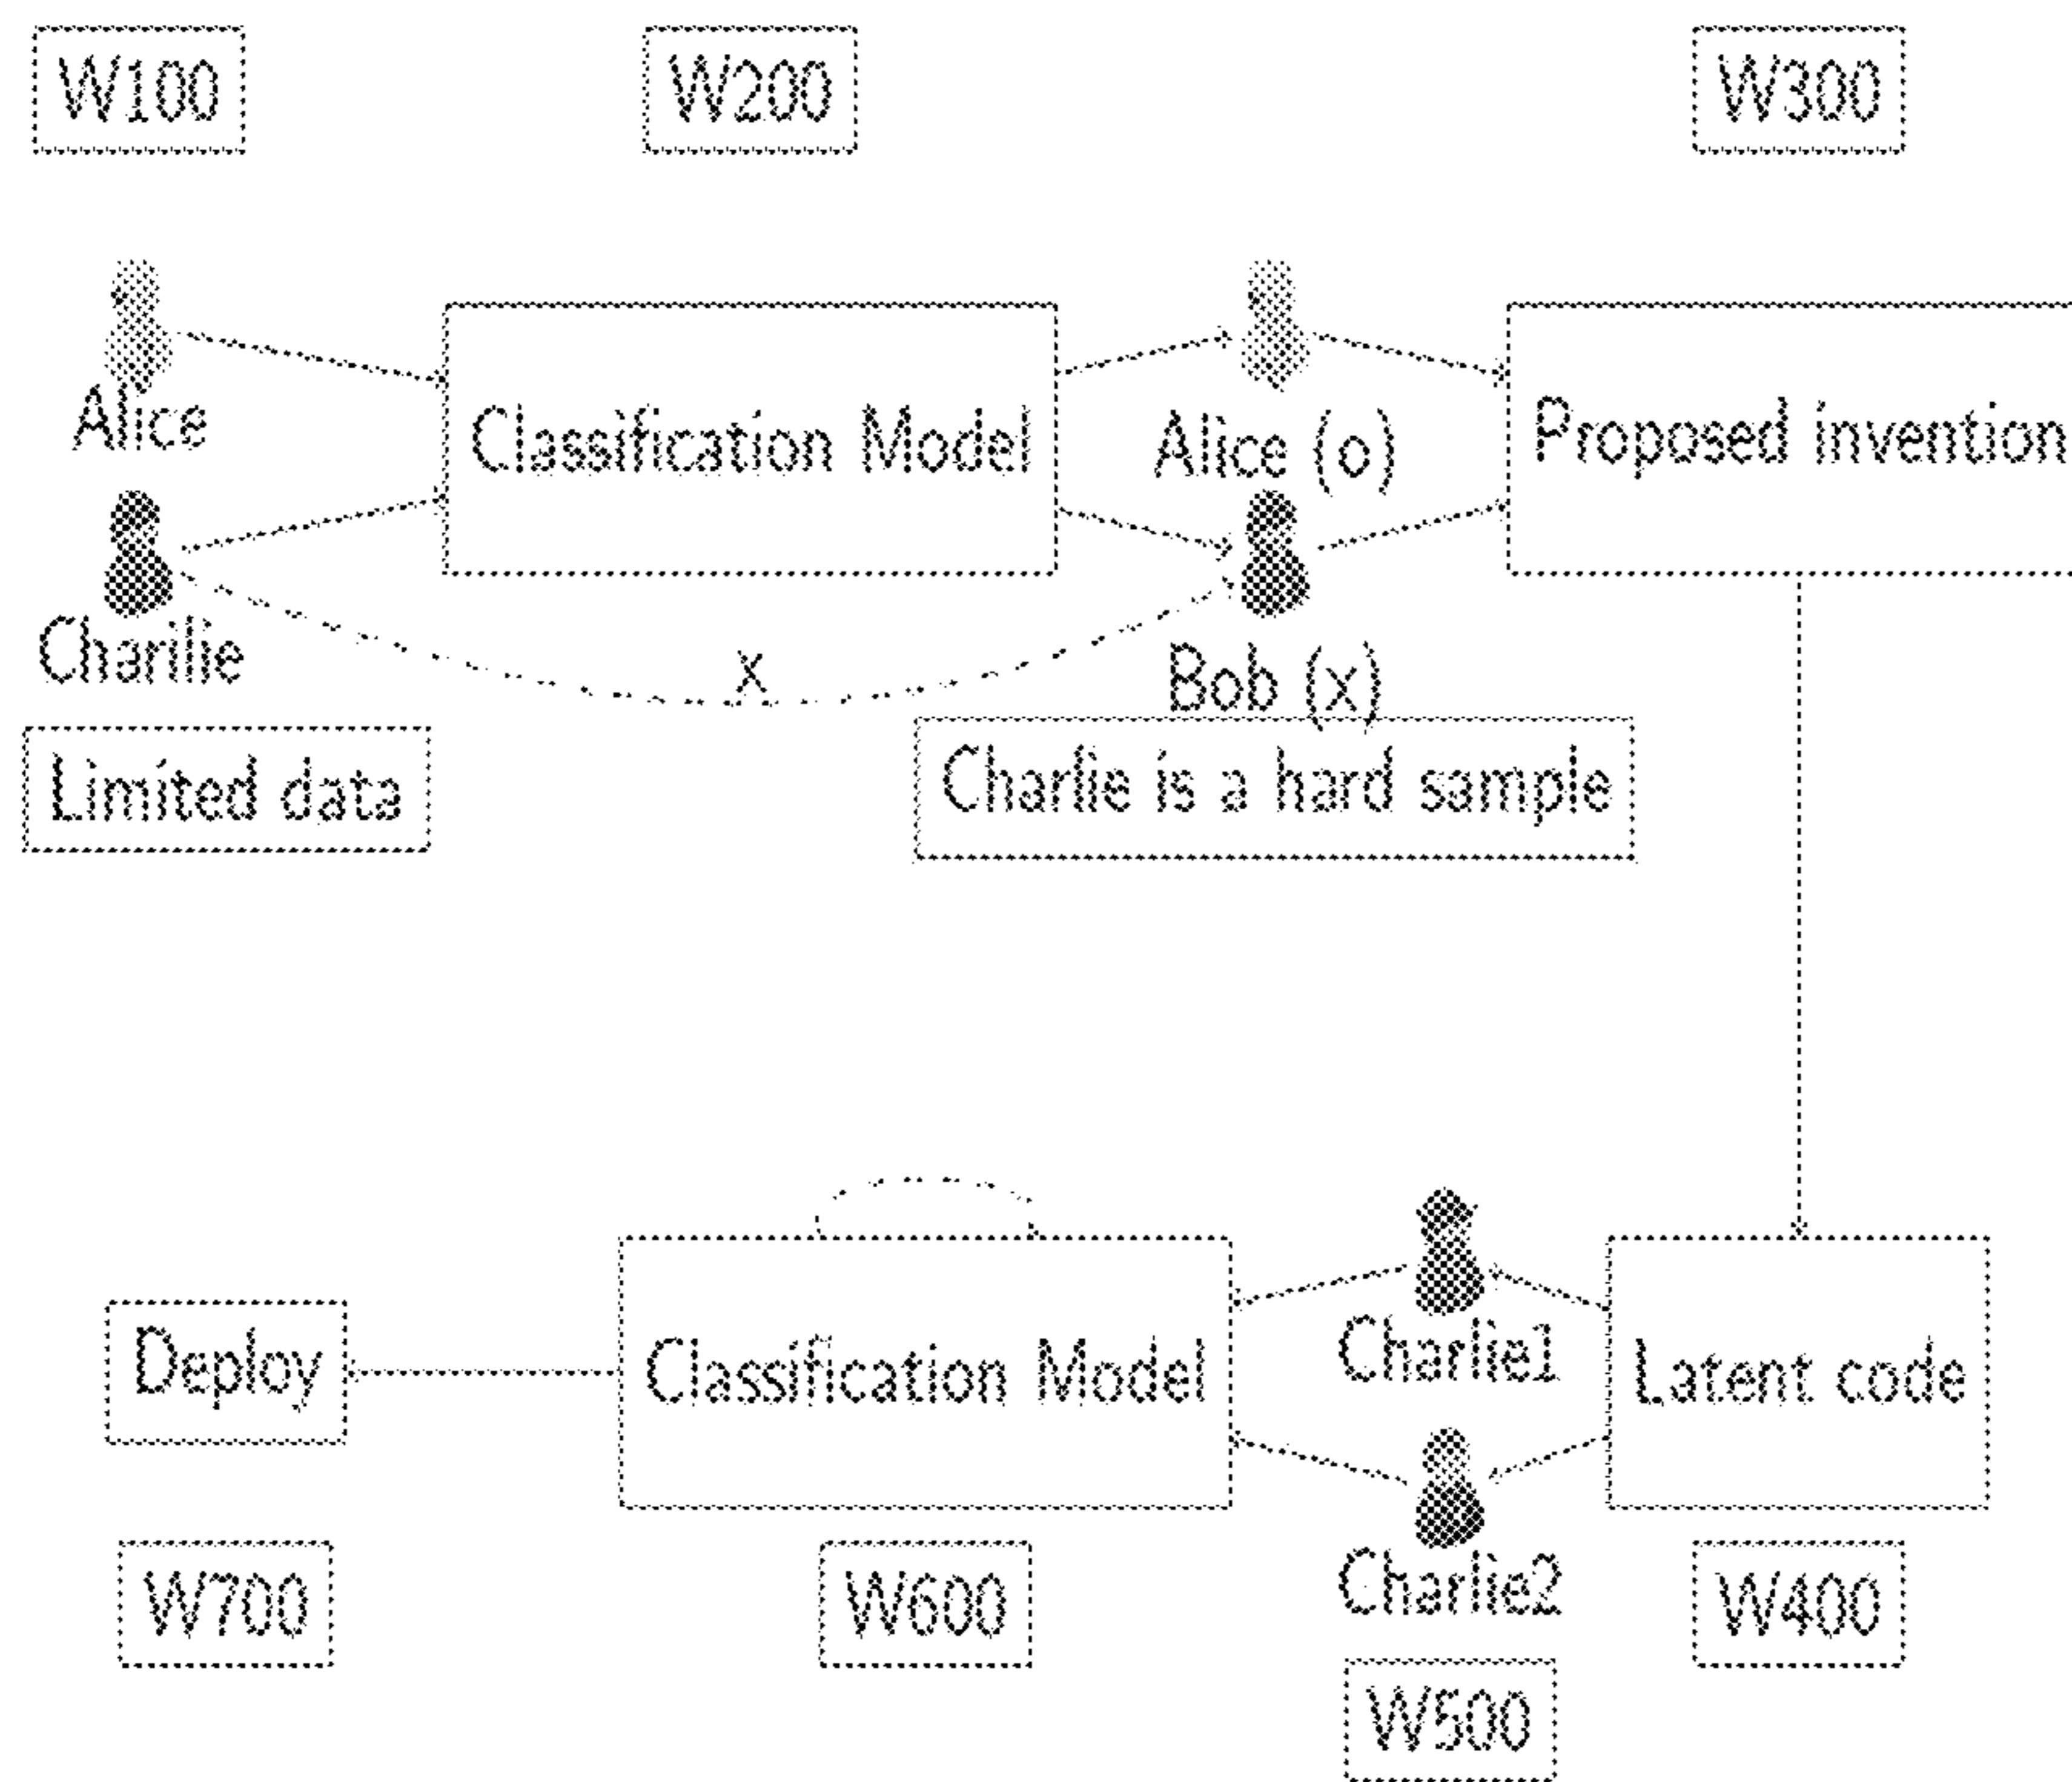 W100
W200
W300
Alice
Classification Model
Alice (o)
Proposed invention
Charilie
X
Bob (x)
Limited data
Charlie is a hard sample
Deploy
Classification Model
Charlie1
Latent code
Charlie2
W700
W600
W400
W500